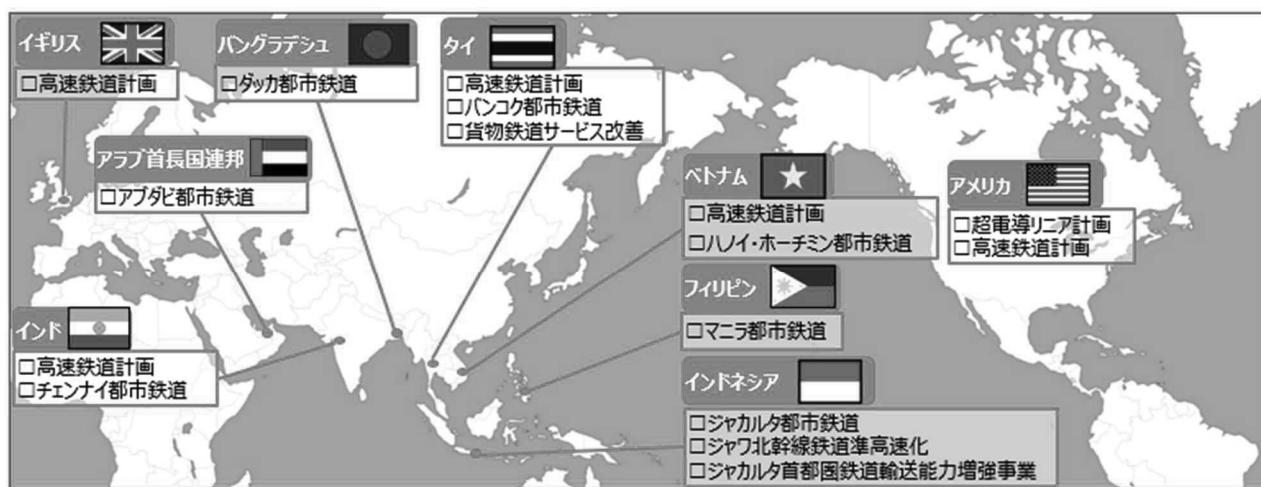 イギリス
□高速鉄道計画
バングラデシュ
□ダッカ都市鉄道
タイ
□高速鉄道計画
□バンコク都市鉄道
□貨物鉄道サービス改善
アラブ首長国連邦
□アブダビ都市鉄道
ベトナム
□高速鉄道計画
□ハノイ・ホーチミン都市鉄道
アメリカ
□超電導リニア計画
□高速鉄道計画
フィリピン
□マニラ都市鉄道
インド
□高速鉄道計画
□チェンナイ都市鉄道
インドネシア
□ジャカルタ都市鉄道
□ジャワ北幹線鉄道準高速化
□ジャカルタ首都圏鉄道輸送能力増強事業